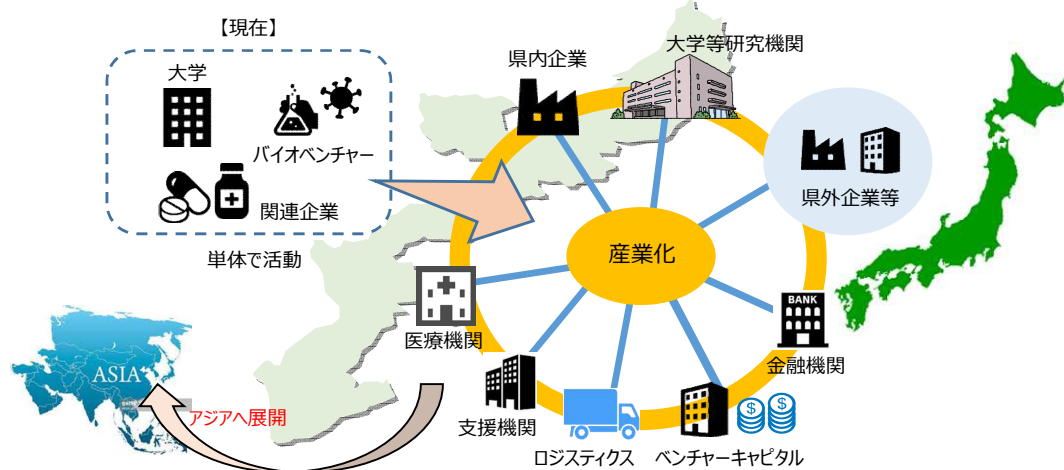 【現在】
大学
バイオベンチャー
関連企業
単体で活動
県内企業
大学等研究機関
県外企業等
産業化
医療機関
BANK
金融機関
支援機関
ロジスティクス
ベンチャーキャピタル
$
$
ASIA
アジアへ展開